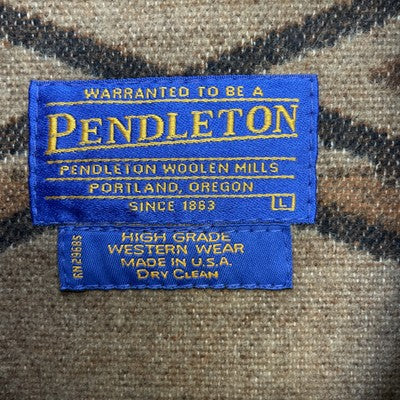 WARRANTED TO BE A
PENDLETON
PENDLETON WOOLEN MILLS
PORTLAND, OREGON
SINCE 1863 L
RN 29685
HIGH GRADE
WESTERN WEAR
MADE IN U.S.A.
DRY CLEAN